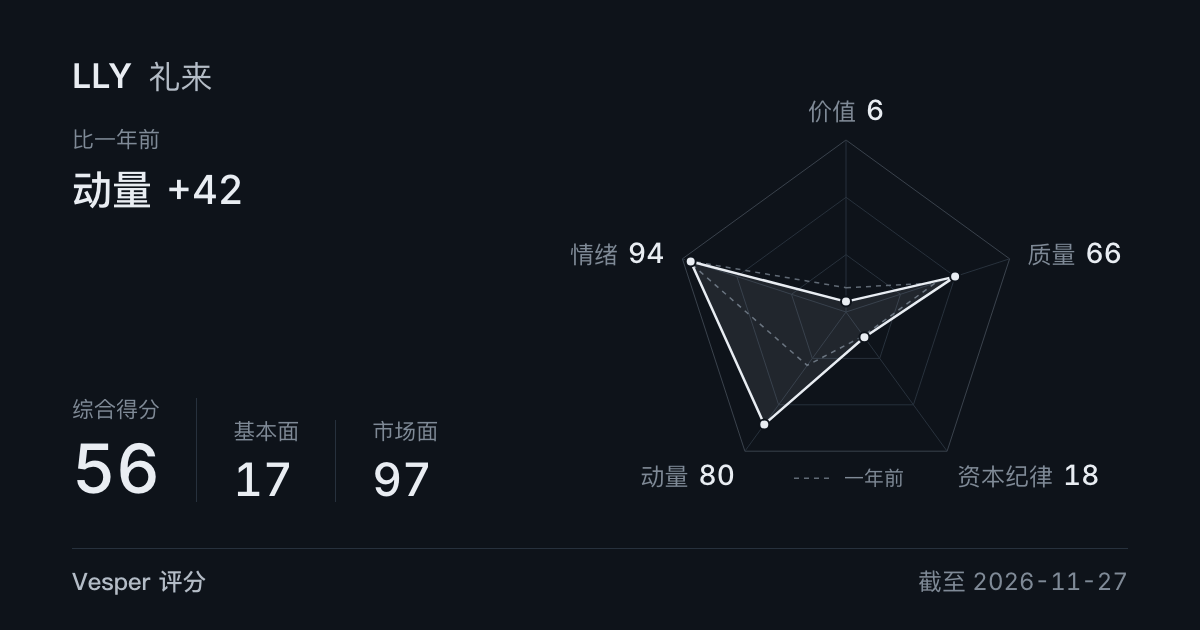 LLY 礼来
比一年前
动量 +42
价值 6
情绪 94
质量 66
动量 80
一年前
资本纪律 18
综合得分
56
基本面
17
市场面
97
Vesper 评分
截至 2026-11-27